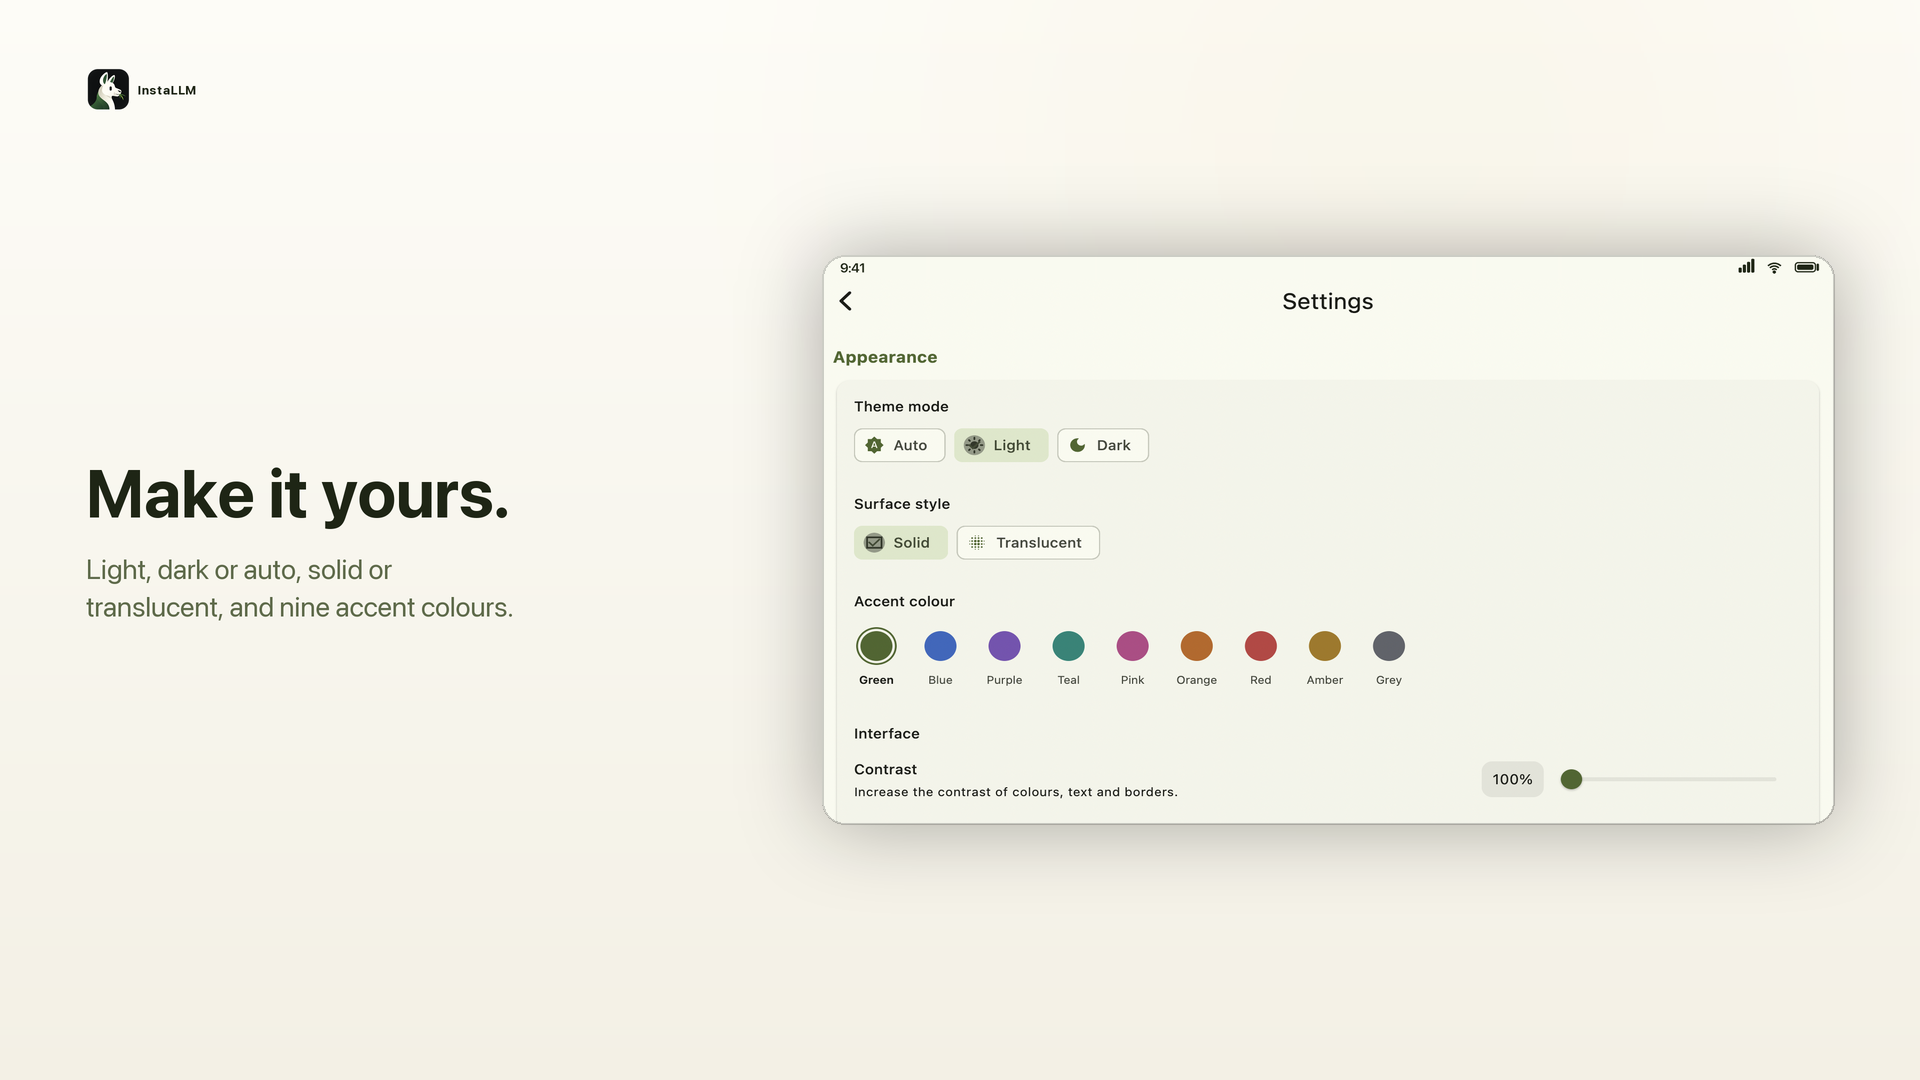 InstaLLM
Make it yours.
Light, dark or auto, solid or
translucent, and nine accent colours.
9:41
Settings
Appearance
Theme mode
A Auto Light Dark
Surface style
Solid Translucent
Accent colour
Green Blue Purple Teal Pink Orange Red Amber Grey
Interface
Contrast
Increase the contrast of colours, text and borders.
100%